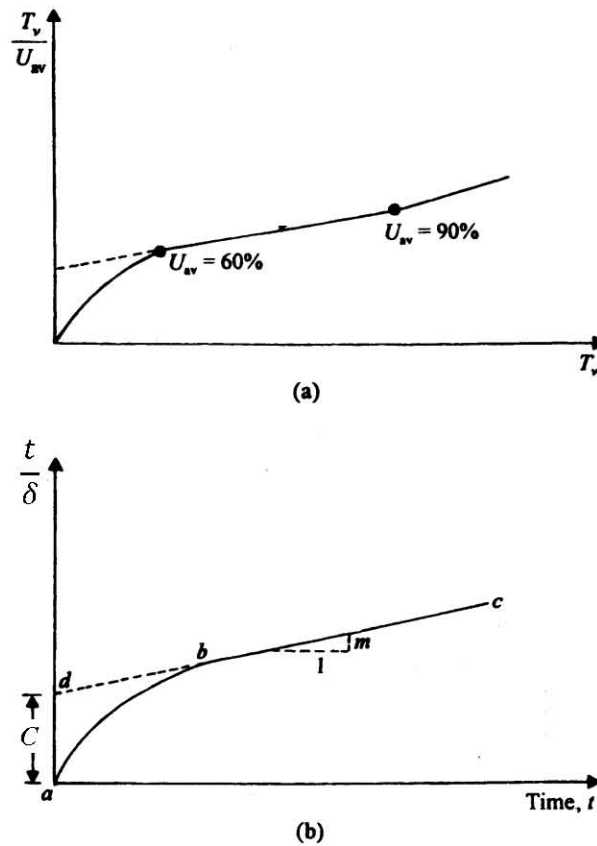 T_v
U_av
U_av = 60%
U_av = 90%
T_v
(a)
t
δ
c
b
m
1
d
C
a
Time, t
(b)